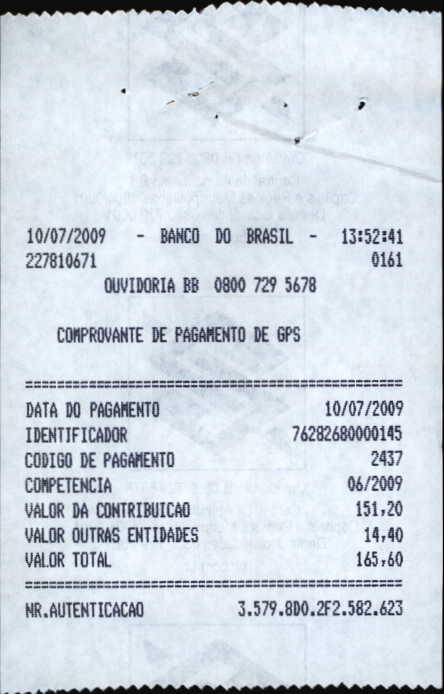 10/07/2009 - BANCO DO BRASIL - 13:52:41
227810671 0161
OUVIDORIA BB 0800 729 5678
COMPROVANTE DE PAGAMENTO DE GPS
================================================
DATA DO PAGAMENTO 10/07/2009
IDENTIFICADOR 76282680000145
CODIGO DE PAGAMENTO 2437
COMPETENCIA 06/2009
VALOR DA CONTRIBUICAO 151,20
VALOR OUTRAS ENTIDADES 14,40
VALOR TOTAL 165,60
================================================
NR.AUTENTICACAO 3.579.8D0.2F2.582.623